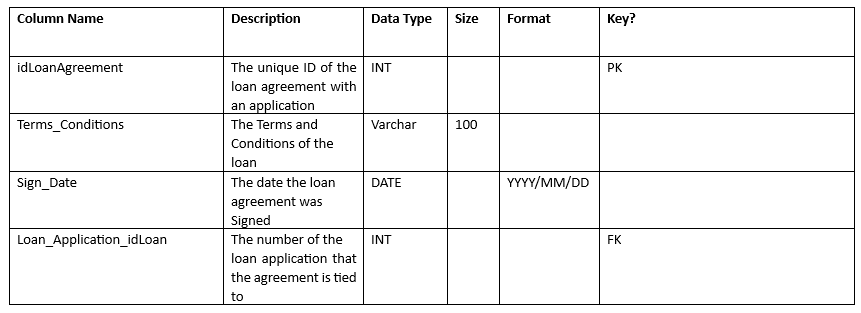 Column Name Description Data Type Size Format Key?
idLoanAgreement The unique ID of the INT PK
loan agreement with
an application
Terms_Conditions The Terms and Varchar 100
Conditions of the
loan
Sign_Date The date the loan DATE YYYY/MM/DD
agreement was
Signed
Loan_Application_idLoan The number of the INT FK
loan application that
the agreement is tied
to